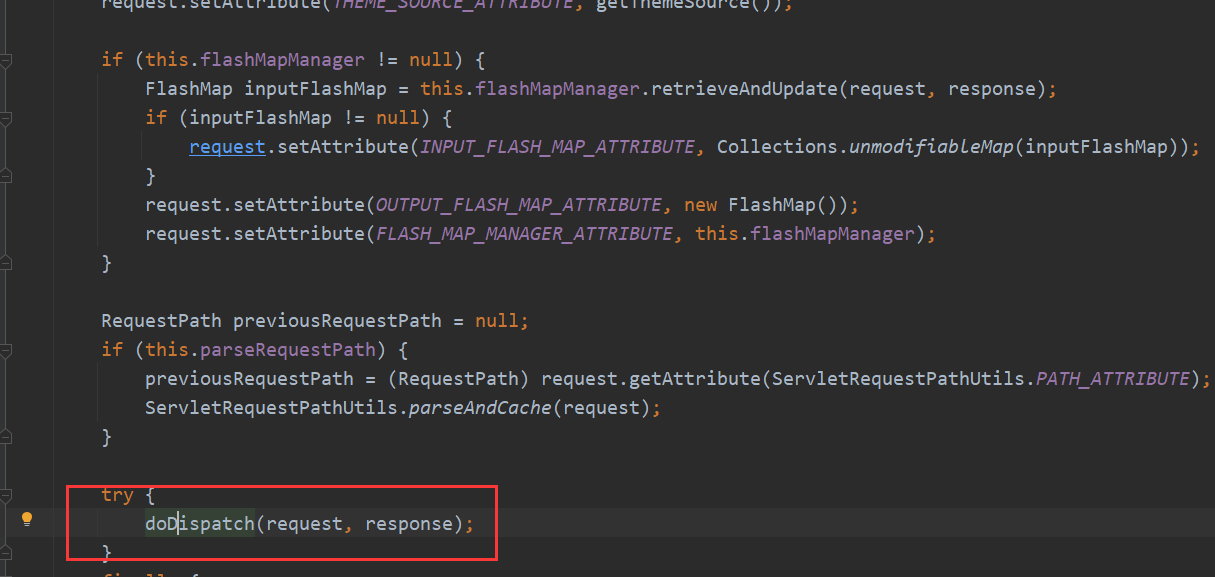 request.setAttribute(THEME_SOURCE_ATTRIBUTE, getThemeSource());
if (this.flashMapManager != null) {
FlashMap inputFlashMap = this.flashMapManager.retrieveAndUpdate(request, response);
if (inputFlashMap != null) {
request.setAttribute(INPUT_FLASH_MAP_ATTRIBUTE, Collections.unmodifiableMap(inputFlashMap));
}
request.setAttribute(OUTPUT_FLASH_MAP_ATTRIBUTE, new FlashMap());
request.setAttribute(FLASH_MAP_MANAGER_ATTRIBUTE, this.flashMapManager);
}
RequestPath previousRequestPath = null;
if (this.parseRequestPath) {
previousRequestPath = (RequestPath) request.getAttribute(ServletRequestPathUtils.PATH_ATTRIBUTE);
ServletRequestPathUtils.parseAndCache(request);
}
try {
doDispatch(request, response);
}
finally {